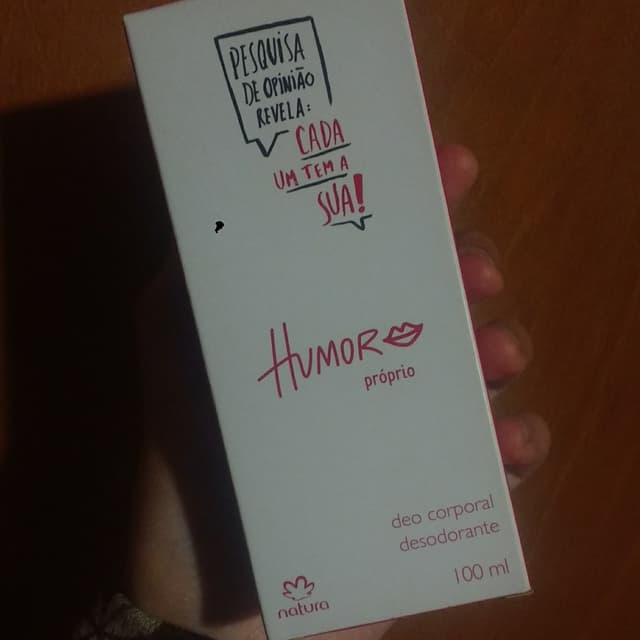 PESQUISA
DE OPINIÃO
REVELA:
CADA
UM TEM A
SUA!
HUMOR
próprio
deo corporal
desodorante
100 ml
natura